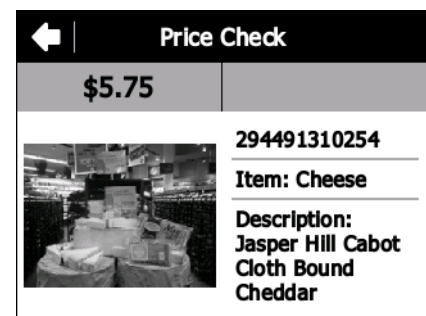 Price Check
$5.75
294491310254
Item: Cheese
Description:
Jasper Hill Cabot
Cloth Bound
Cheddar